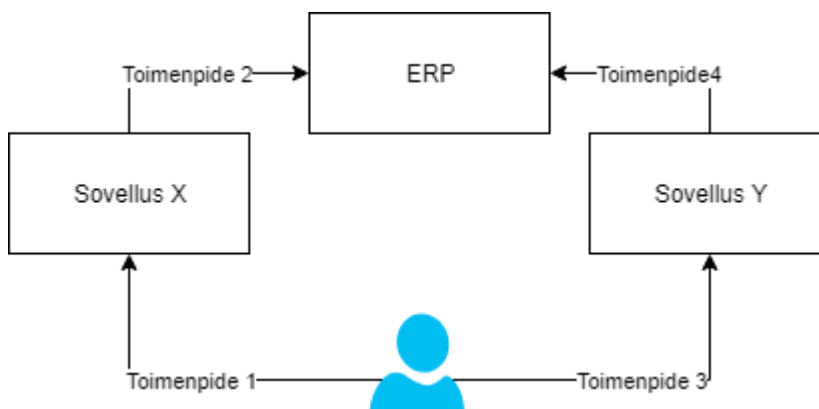 Toimenpide 2
ERP
Toimenpide4
Sovellus X
Sovellus Y
Toimenpide 1
Toimenpide 3